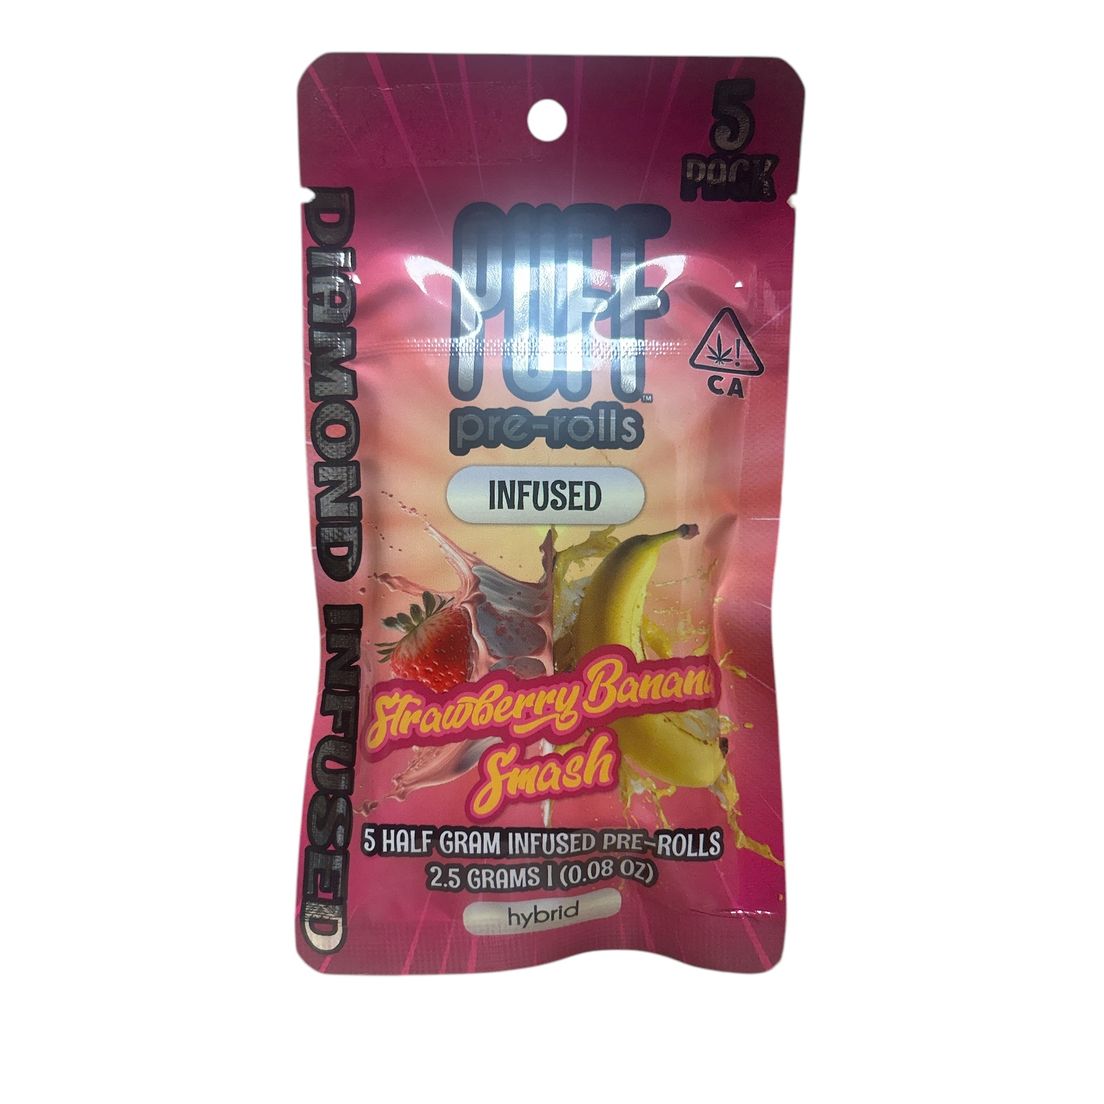 5
PACK
PUFF
TM
pre-rolls
CA
INFUSED
DIAMOND INFUSED
Strawberry Banana
Smash
5 HALF GRAM INFUSED PRE-ROLLS
2.5 GRAMS | (0.08 OZ)
hybrid